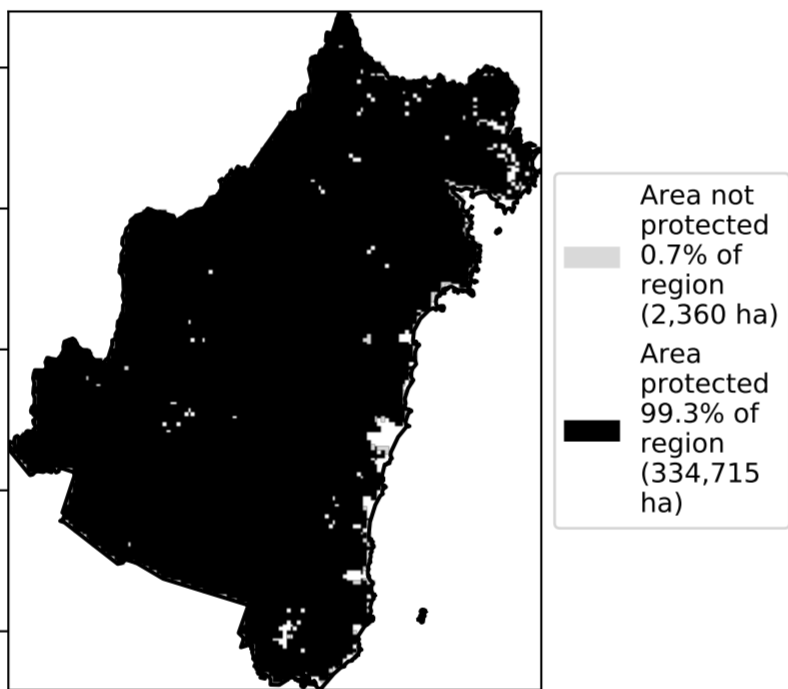 Area not
protected
0.7% of
region
(2,360 ha)
Area
protected
99.3% of
region
(334,715
ha)